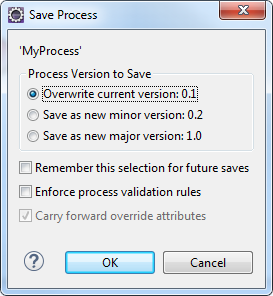 Save Process
'MyProcess'
Process Version to Save
Overwrite current version: 0.1
Save as new minor version: 0.2
Save as new major version: 1.0
Remember this selection for future saves
Enforce process validation rules
Carry forward override attributes
?
OK
Cancel